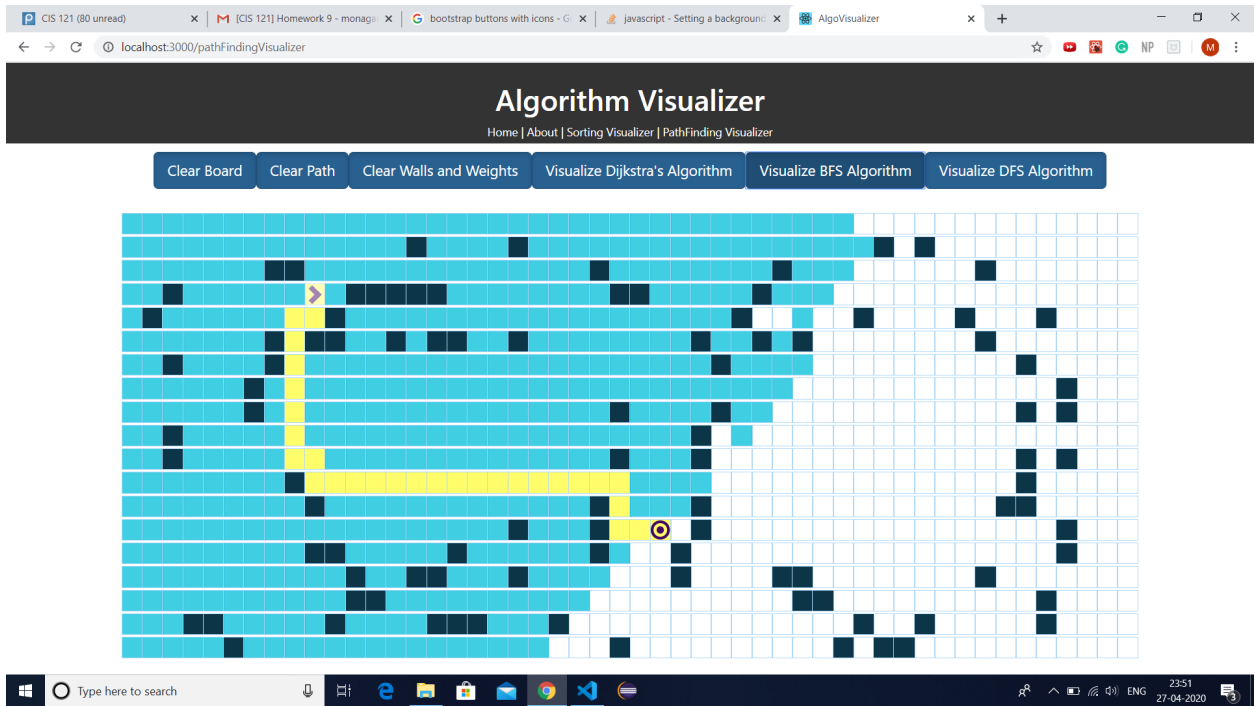 CIS 121 (80 unread)
[CIS 121] Homework 9 - monaga
bootstrap buttons with icons - G
javascript - Setting a background
AlgoVisualizer
localhost:3000/pathFindingVisualizer
NP
M
Algorithm Visualizer
Home | About | Sorting Visualizer | PathFinding Visualizer
Clear Board
Clear Path
Clear Walls and Weights
Visualize Dijkstra's Algorithm
Visualize BFS Algorithm
Visualize DFS Algorithm
Type here to search
ENG
23:51
27-04-2020
3